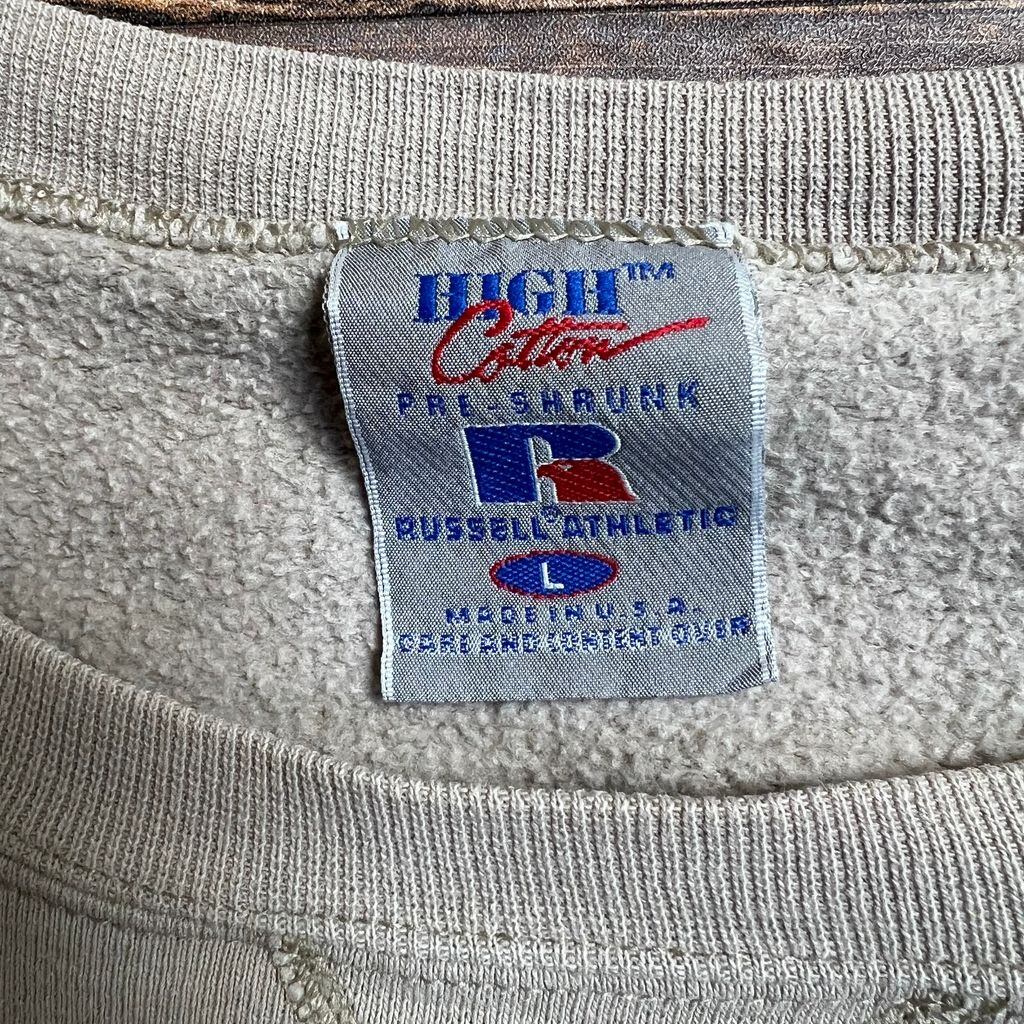 HIGH™
Cotton
PRE-SHRUNK
R
RUSSELL® ATHLETIC
L
MADE IN U.S.A.
CARE AND CONTENT OVER